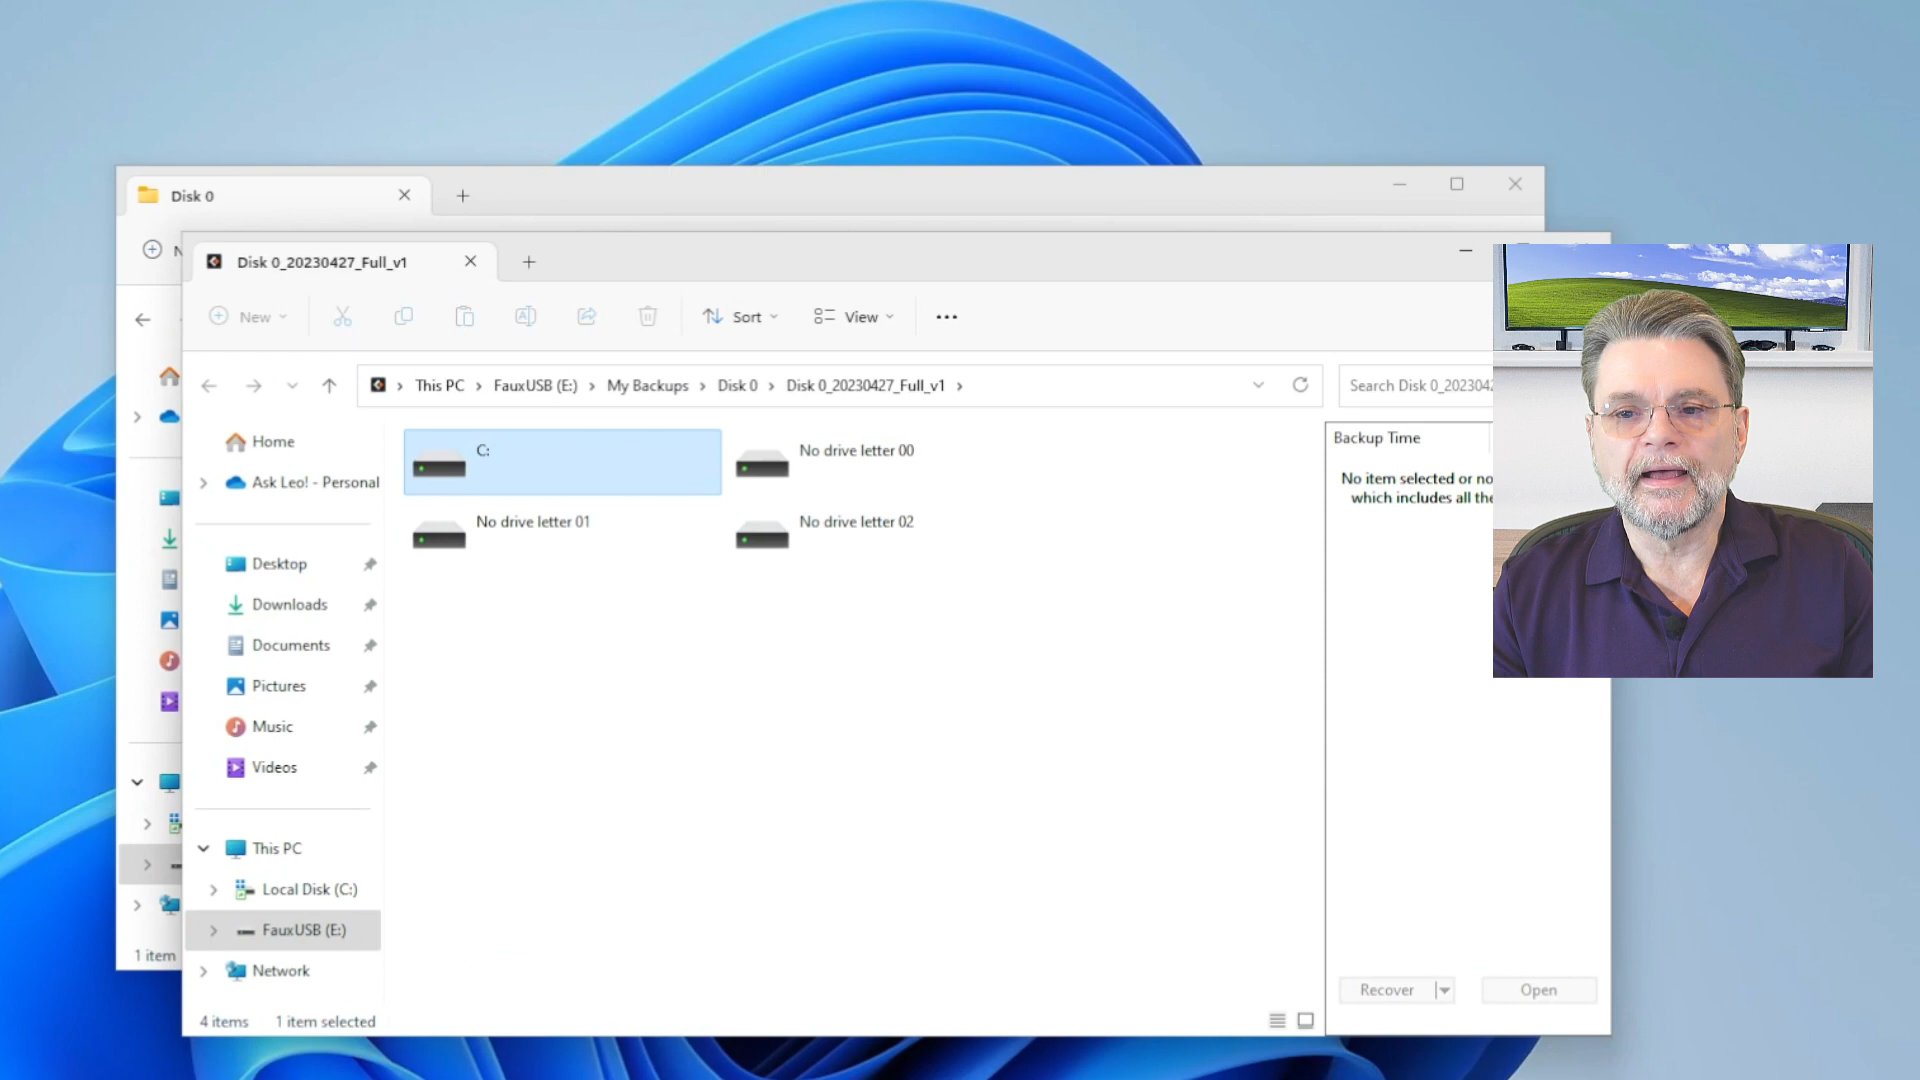 Disk 0
Disk 0_20230427_Full_v1
New
Sort
View
This PC
FauxUSB (E:)
My Backups
Disk 0
Disk 0_20230427_Full_v1
Search Disk 0_202304
Home
Ask Leo! - Personal
Desktop
Downloads
Documents
Pictures
Music
Videos
This PC
Local Disk (C:)
FauxUSB (E:)
Network
C:
No drive letter 00
No drive letter 01
No drive letter 02
Backup Time
No item selected or no
which includes all the
Recover
Open
1 item
4 items
1 item selected